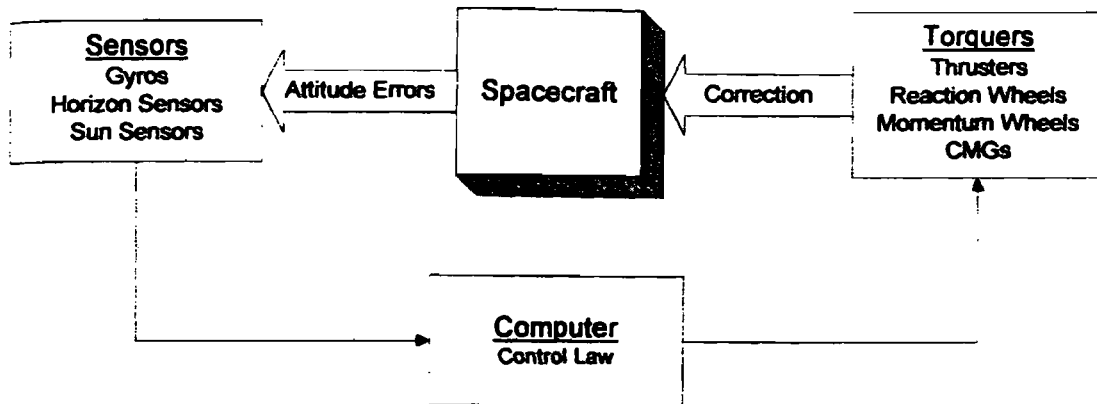 Sensors
Gyros
Horizon Sensors
Sun Sensors
Attitude Errors
Spacecraft
Correction
Torquers
Thrusters
Reaction Wheels
Momentum Wheels
CMGs
Computer
Control Law